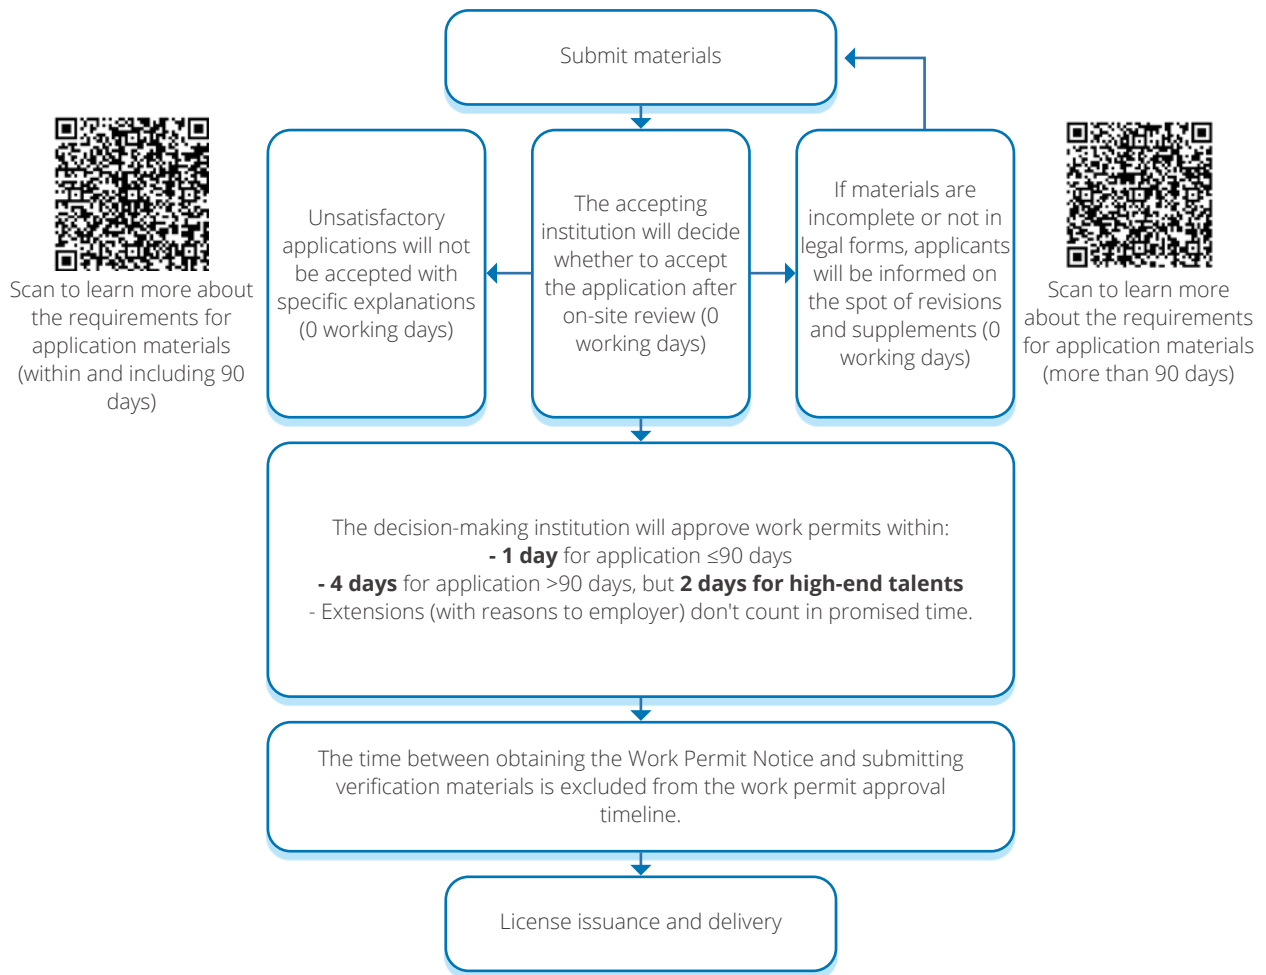 Submit materials
Scan to learn more about
the requirements for
application materials
(within and including 90
days)
Unsatisfactory
applications will not
be accepted with
specific explanations
(0 working days)
The accepting
institution will decide
whether to accept
the application after
on-site review (0
working days)
If materials are
incomplete or not in
legal forms, applicants
will be informed on
the spot of revisions
and supplements (0
working days)
Scan to learn more
about the requirements
for application materials
(more than 90 days)
The decision-making institution will approve work permits within:
- 1 day for application ≤90 days
- 4 days for application >90 days, but 2 days for high-end talents
- Extensions (with reasons to employer) don't count in promised time.
The time between obtaining the Work Permit Notice and submitting
verification materials is excluded from the work permit approval
timeline.
License issuance and delivery